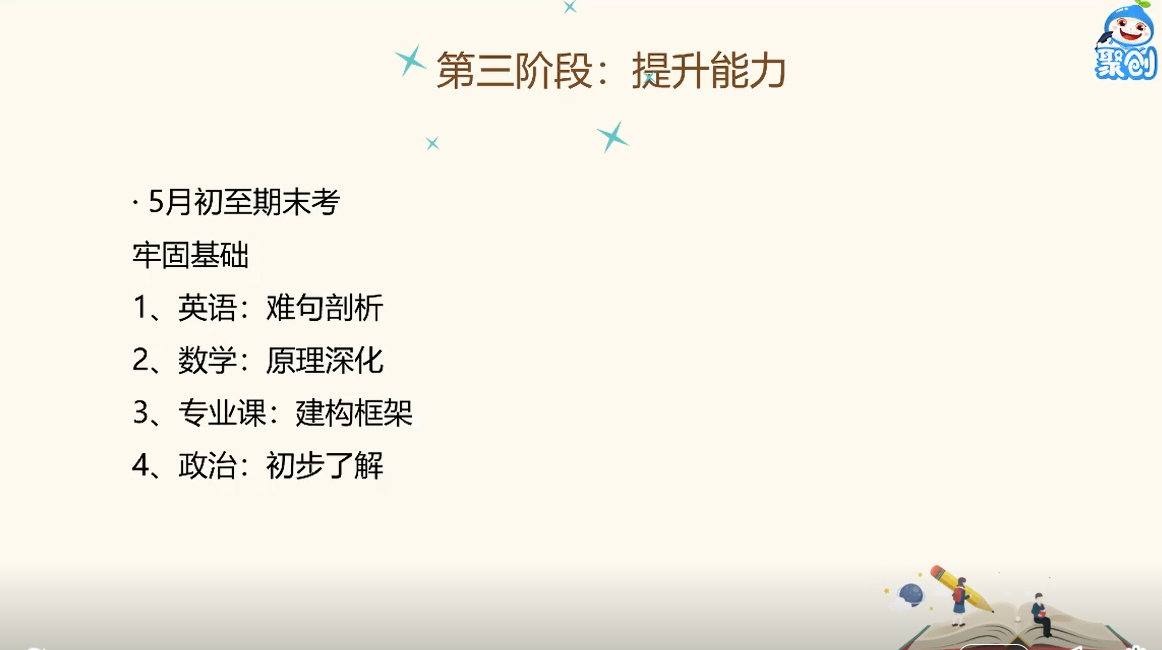 聚创
第三阶段：提升能力
· 5月初至期末考
牢固基础
1、英语：难句剖析
2、数学：原理深化
3、专业课：建构框架
4、政治：初步了解